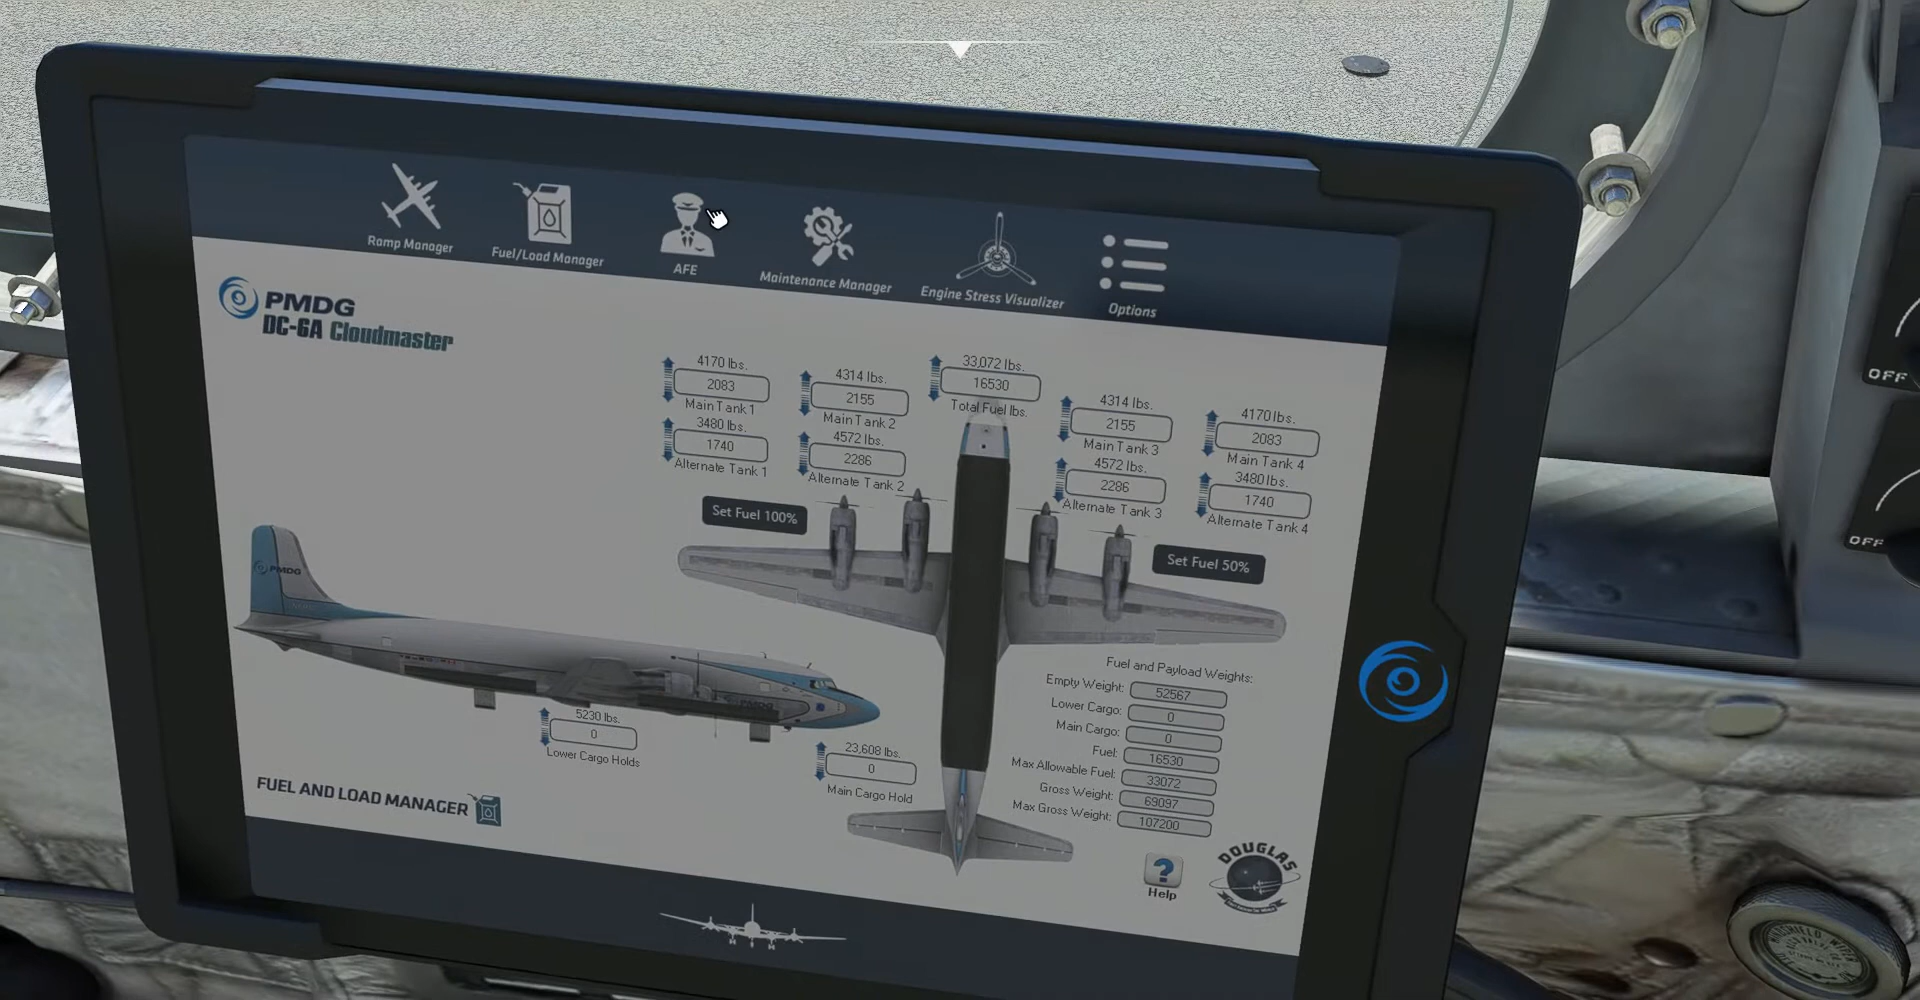 Ramp Manager
Fuel/Load Manager
AFE
Maintenance Manager
Engine Stress Visualizer
Options
PMDG
DC-6A Cloudmaster
4170 lbs.
2083
Main Tank 1
3480 lbs.
1740
Alternate Tank 1
4314 lbs.
2155
Main Tank 2
4572 lbs.
2286
Alternate Tank 2
33,072 lbs.
16530
Total Fuel lbs.
4314 lbs.
2155
Main Tank 3
4572 lbs.
2286
Alternate Tank 3
4170 lbs.
2083
Main Tank 4
3480 lbs.
1740
Alternate Tank 4
Set Fuel 100%
Set Fuel 50%
PMDG
PMDG
5230 lbs.
0
Lower Cargo Holds
23,608 lbs.
0
Main Cargo Hold
Fuel and Payload Weights:
Empty Weight: 52567
Lower Cargo: 0
Main Cargo: 0
Fuel: 16530
Max Allowable Fuel: 33072
Gross Weight: 69097
Max Gross Weight: 107200
FUEL AND LOAD MANAGER
? Help
DOUGLAS
OFF
OFF
WINDSHIELD WIPER